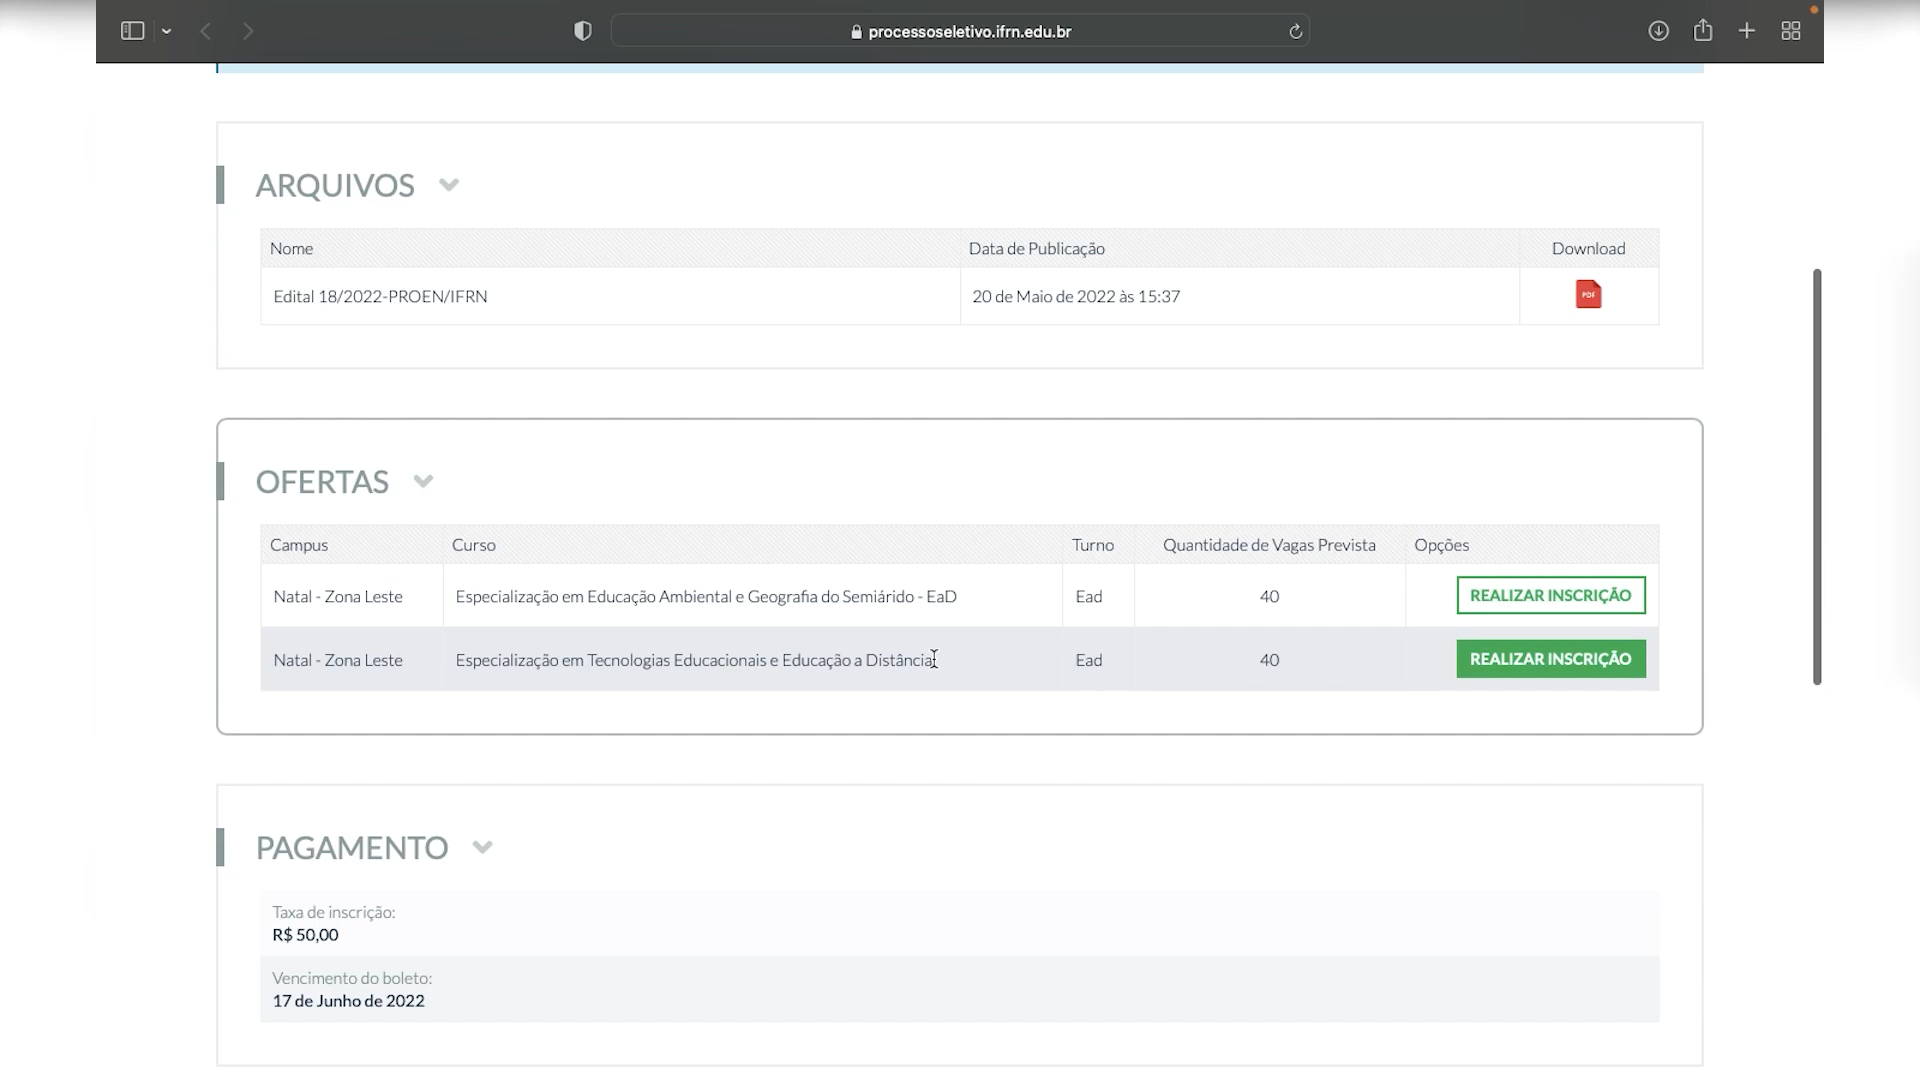 processoseletivo.ifrn.edu.br
ARQUIVOS
Nome Data de Publicação Download
Edital 18/2022-PROEN/IFRN 20 de Maio de 2022 às 15:37 PDF
OFERTAS
Campus Curso Turno Quantidade de Vagas Prevista Opções
Natal - Zona Leste Especialização em Educação Ambiental e Geografia do Semiárido - EaD Ead 40 REALIZAR INSCRIÇÃO
Natal - Zona Leste Especialização em Tecnologias Educacionais e Educação a Distância Ead 40 REALIZAR INSCRIÇÃO
PAGAMENTO
Taxa de inscrição:
R$ 50,00
Vencimento do boleto:
17 de Junho de 2022